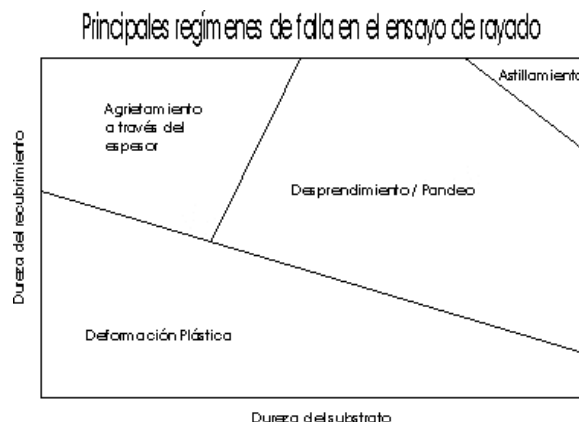 Principales regímenes de falla en el ensayo de rayado
Astillamiento
Agrietamiento
a través del
espesor
Desprendimiento / Pandeo
Dureza del recubrimiento
Deformación Plástica
Dureza del substrato